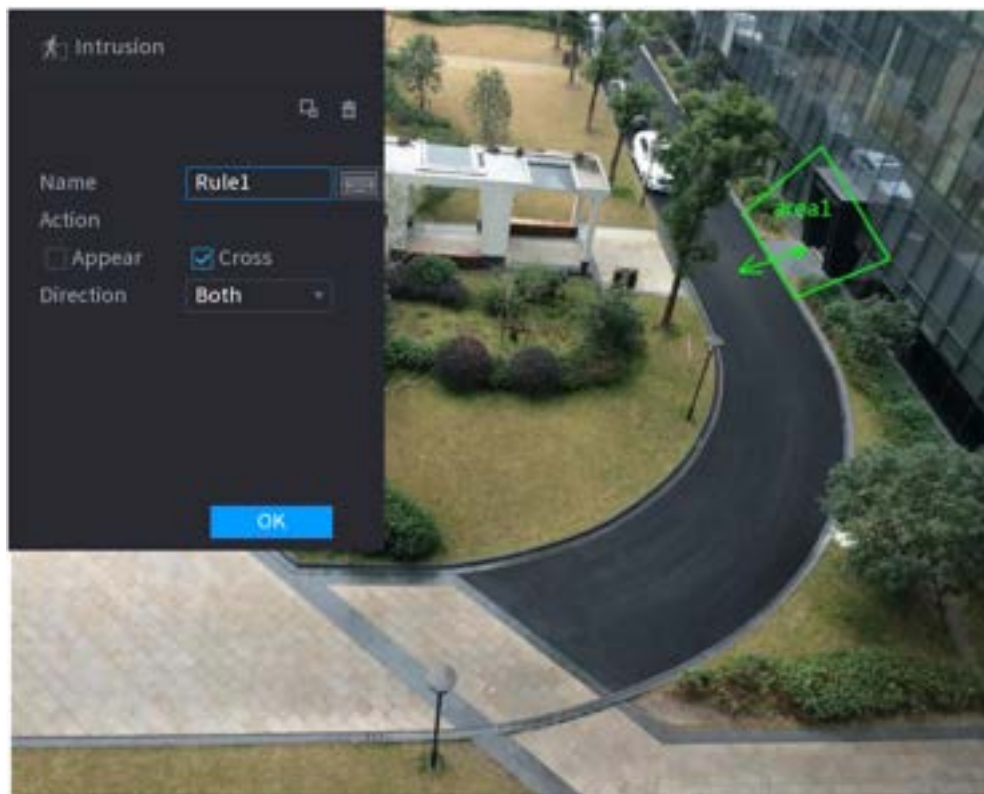 Intrusion
Name Rule1
Action
Appear Cross
Direction Both
OK
area1